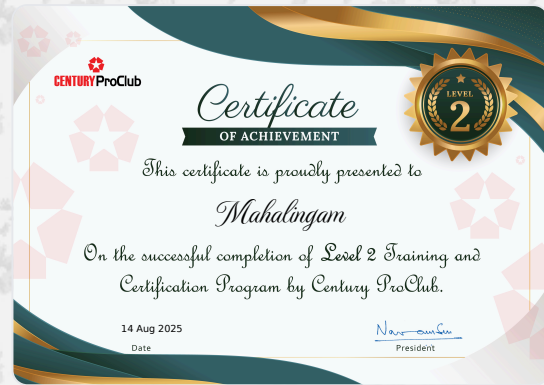 CENTURY ProClub
LEVEL
2
Certificate
OF ACHIEVEMENT
This certificate is proudly presented to
Mahalingam
On the successful completion of Level 2 Training and
Certification Program by Century ProClub.
14 Aug 2025
Date
President